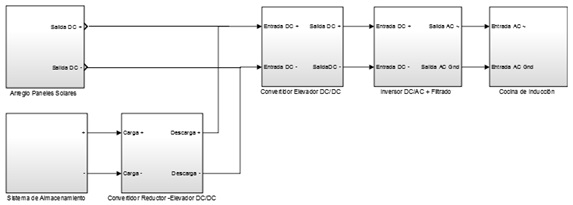 Salida DC +
Salida DC -
Arreglo Paneles Solares
Entrada DC +
Salida DC +
Entrada DC -
SalidaDC -
Convertidor Elevador DC/DC
Entrada DC +
Salida AC ~
Entrada DC -
Salida AC Gnd
Inversor DC/AC + Filtrado
Entrada AC ~
Entrada AC Gnd
Cocina de Inducción
+
-
Sistema de Almacenamiento
Carga +
Descarga +
Carga -
Descarga -
Convertidor Reductor -Elevador DC/DC